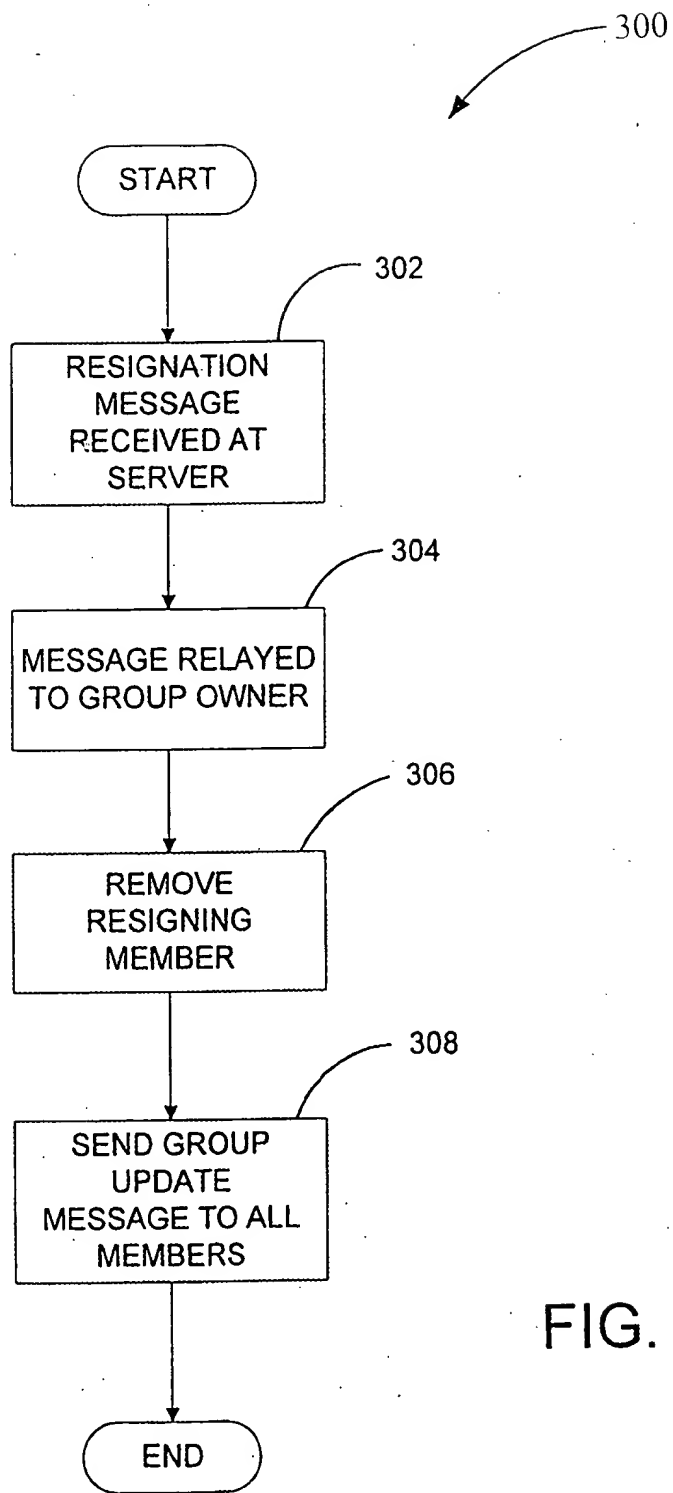 300
START
302
RESIGNATION
MESSAGE
RECEIVED AT
SERVER
304
MESSAGE RELAYED
TO GROUP OWNER
306
REMOVE
RESIGNING
MEMBER
308
SEND GROUP
UPDATE
MESSAGE TO ALL
MEMBERS
FIG.
END